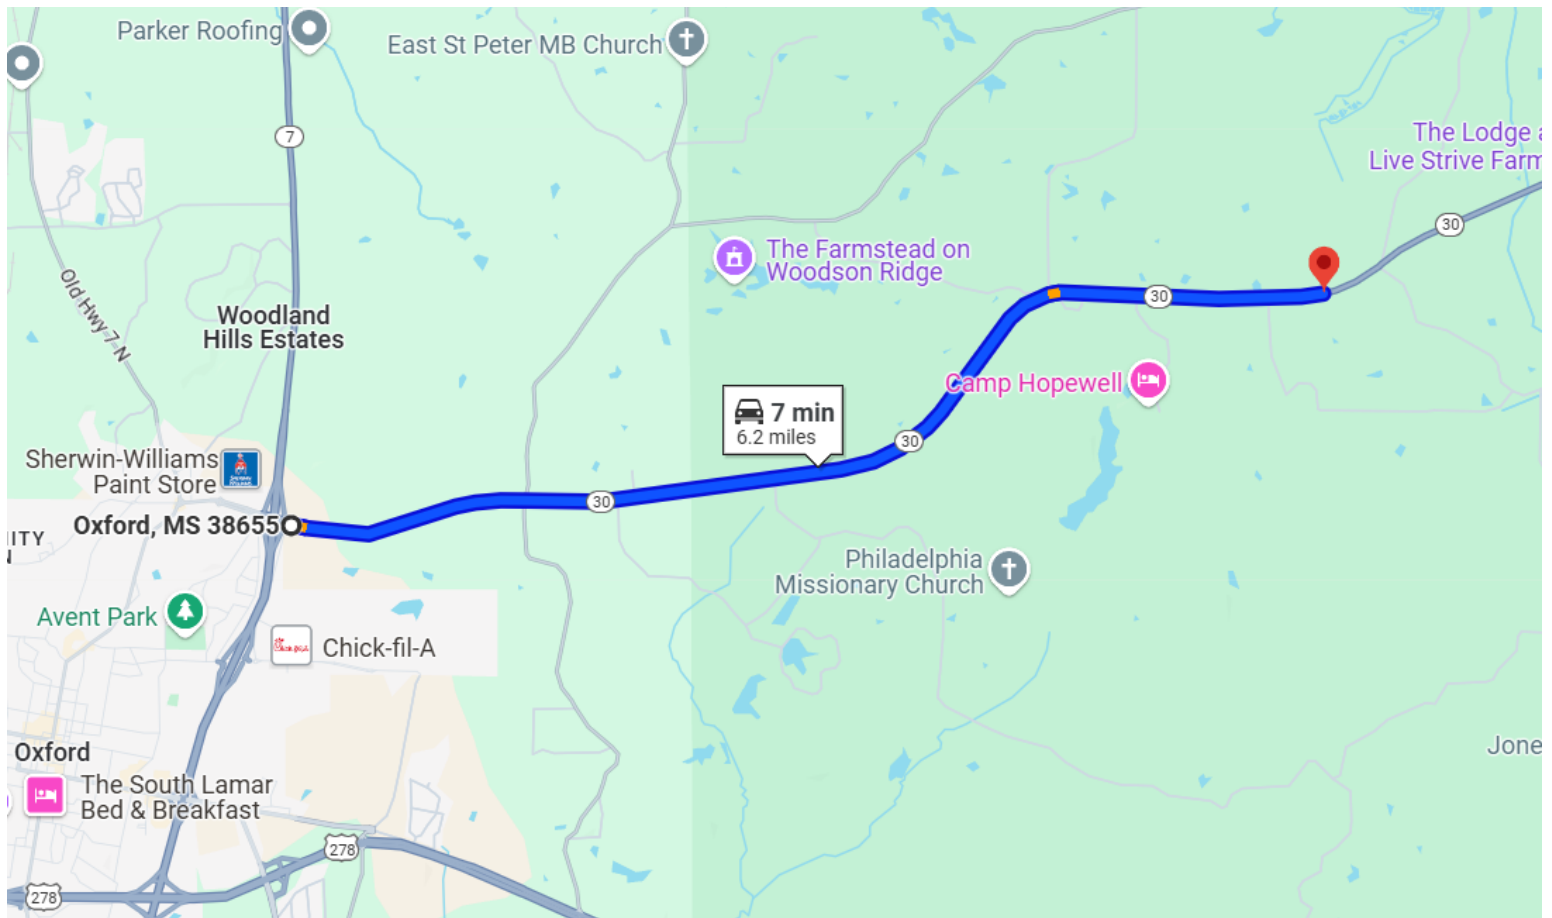 Parker Roofing
East St Peter MB Church
7
The Lodge a
Live Strive Farm
30
The Farmstead on
Woodson Ridge
Old Hwy 7 N
Woodland
Hills Estates
30
Camp Hopewell
7 min
6.2 miles
30
Sherwin-Williams
Paint Store
30
Oxford, MS 38655
ITY
N
Philadelphia
Missionary Church
Avent Park
Chick-fil-A
Oxford
Jone
The South Lamar
Bed & Breakfast
278
278